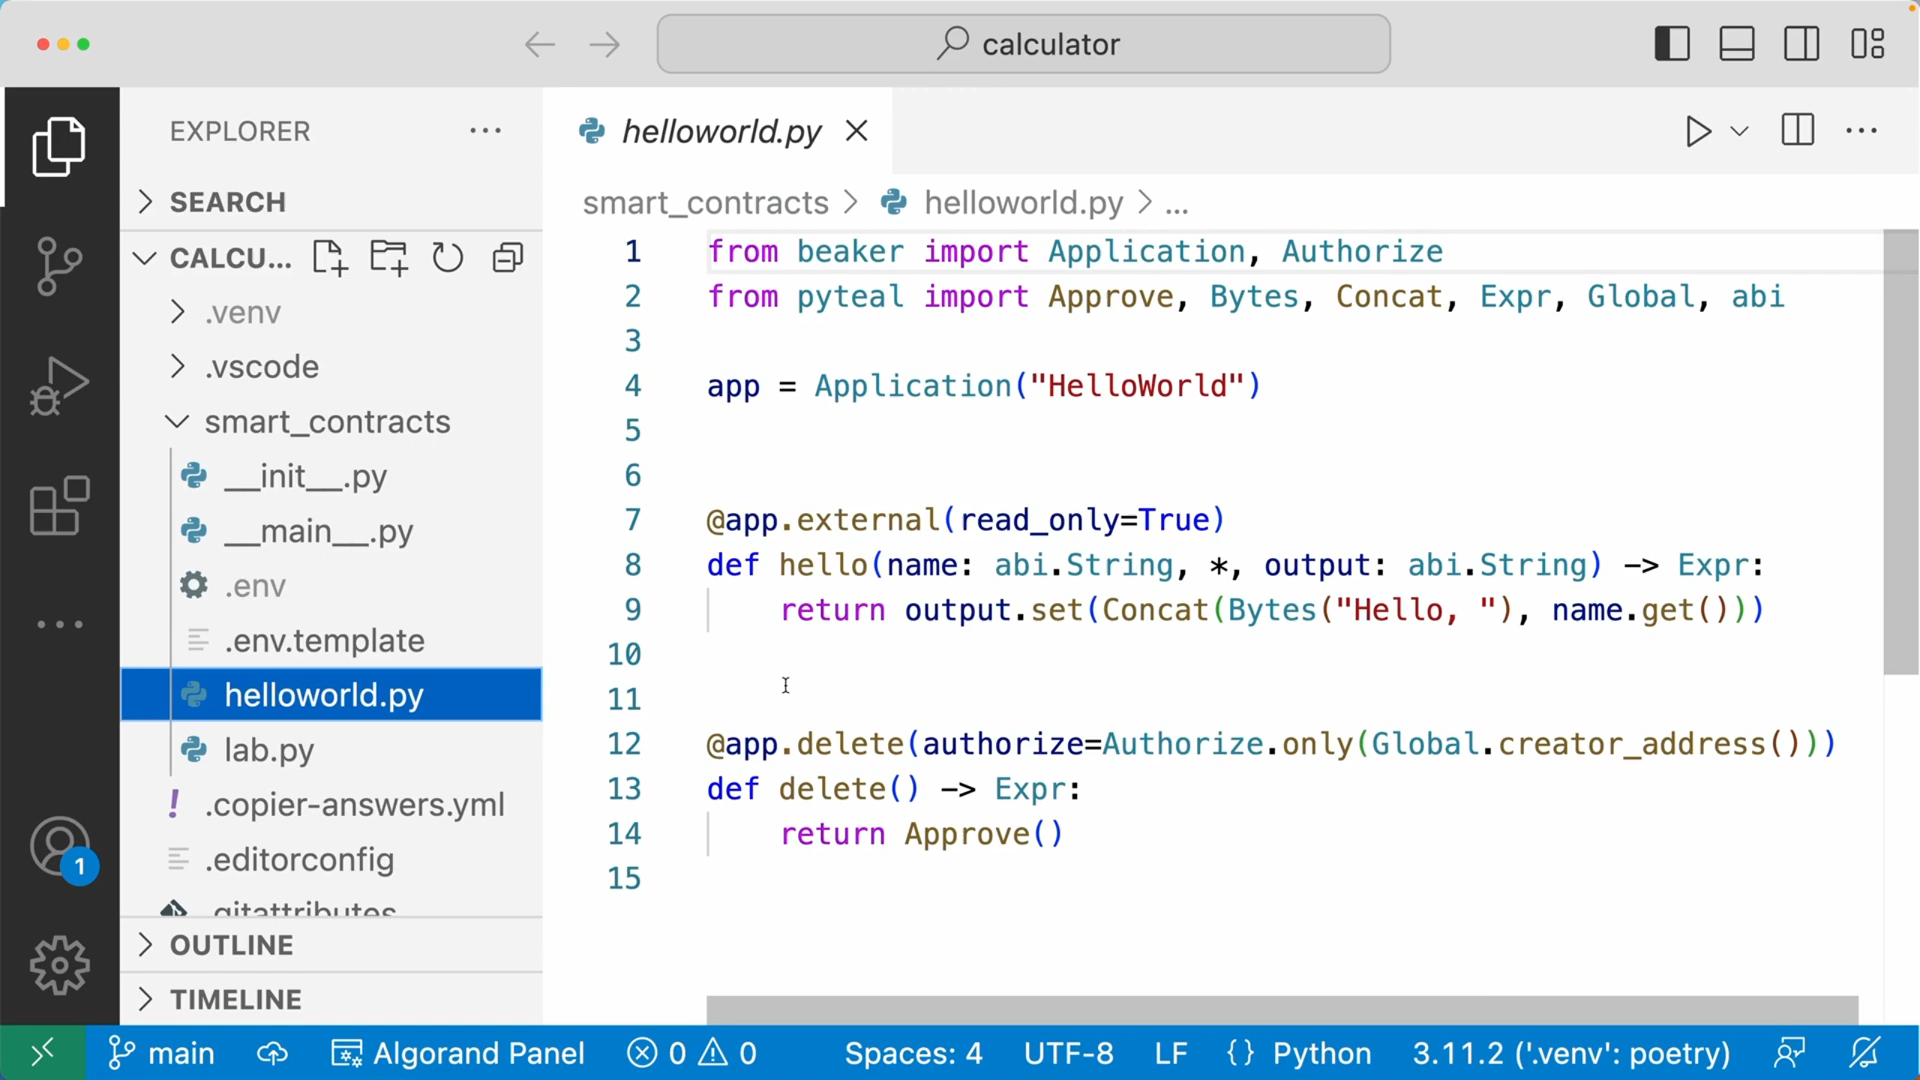 calculator
EXPLORER
SEARCH
CALCU...
.venv
.vscode
smart_contracts
__init__.py
__main__.py
.env
.env.template
helloworld.py
lab.py
.copier-answers.yml
.editorconfig
.gitattributes
OUTLINE
TIMELINE
1
helloworld.py
smart_contracts > helloworld.py > ...
1 from beaker import Application, Authorize
2 from pyteal import Approve, Bytes, Concat, Expr, Global, abi
3
4 app = Application("HelloWorld")
5
6
7 @app.external(read_only=True)
8 def hello(name: abi.String, *, output: abi.String) -> Expr:
9     return output.set(Concat(Bytes("Hello, "), name.get()))
10
11
12 @app.delete(authorize=Authorize.only(Global.creator_address()))
13 def delete() -> Expr:
14     return Approve()
15
main Algorand Panel 0 0 Spaces: 4 UTF-8 LF {} Python 3.11.2 ('.venv': poetry)